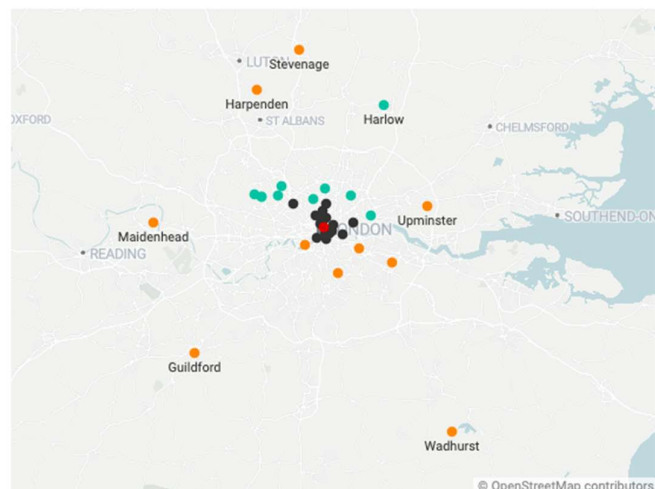 LUTON
Stevenage
Harpenden
ST ALBANS
Harlow
OXFORD
CHELMSFORD
Upminster
SOUTHEND-ON
Maidenhead
LONDON
READING
Guildford
Wadhurst
© OpenStreetMap contributors